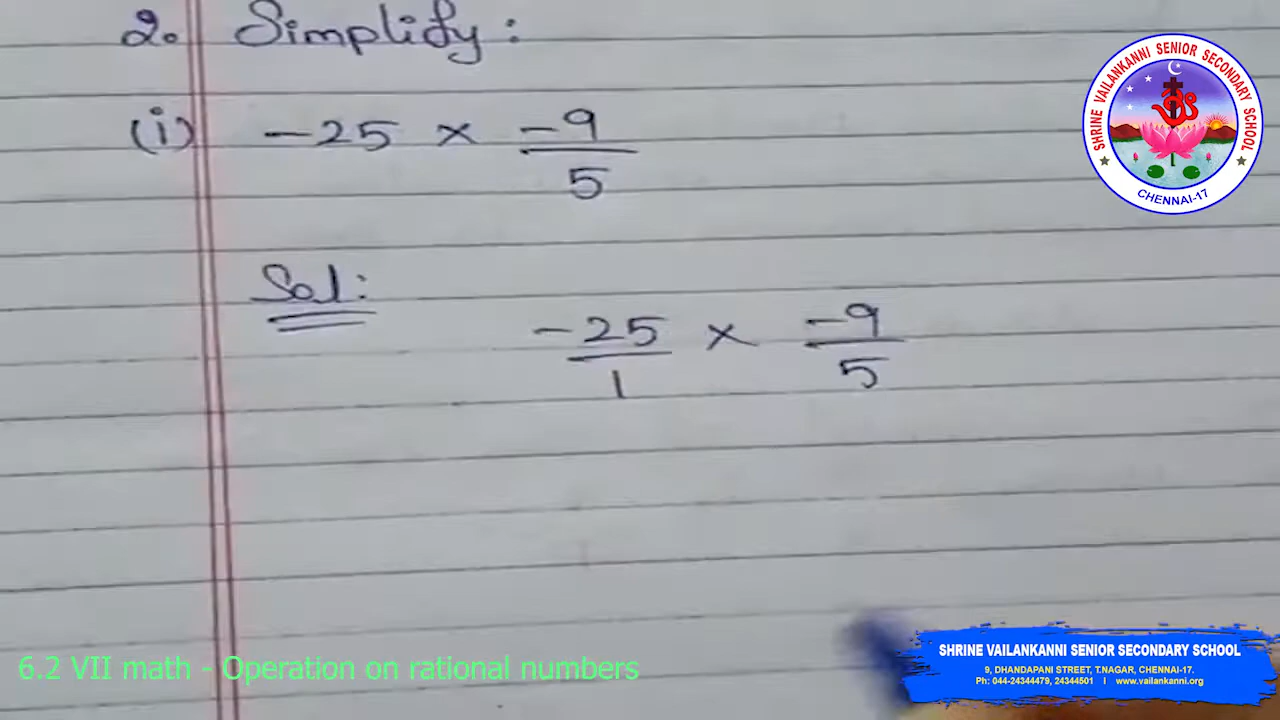 2. Simplify:
(i) -25 × -9/5
Sol:
-25/1 × -9/5
SHRINE VAILANKANNI SENIOR SECONDARY SCHOOL
CHENNAI-17
6.2 VII math - Operation on rational numbers
SHRINE VAILANKANNI SENIOR SECONDARY SCHOOL
9, DHANDAPANI STREET, T.NAGAR, CHENNAI-17.
Ph: 044-24344479, 24344501 I www.vailankanni.org